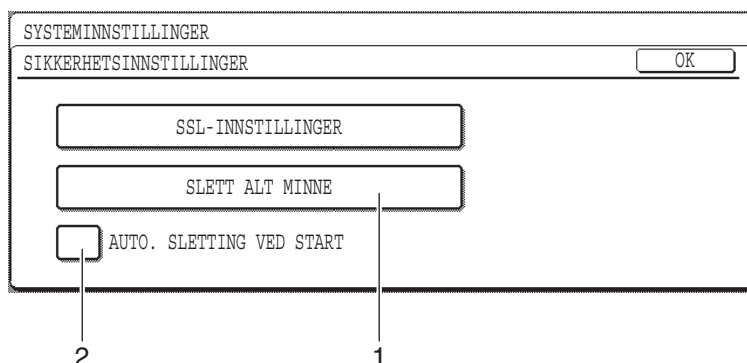 SYSTEMINNSTILLINGER
SIKKERHETSINNSTILLINGER OK
SSL-INNSTILLINGER
SLETT ALT MINNE
AUTO. SLETTING VED START
2 1